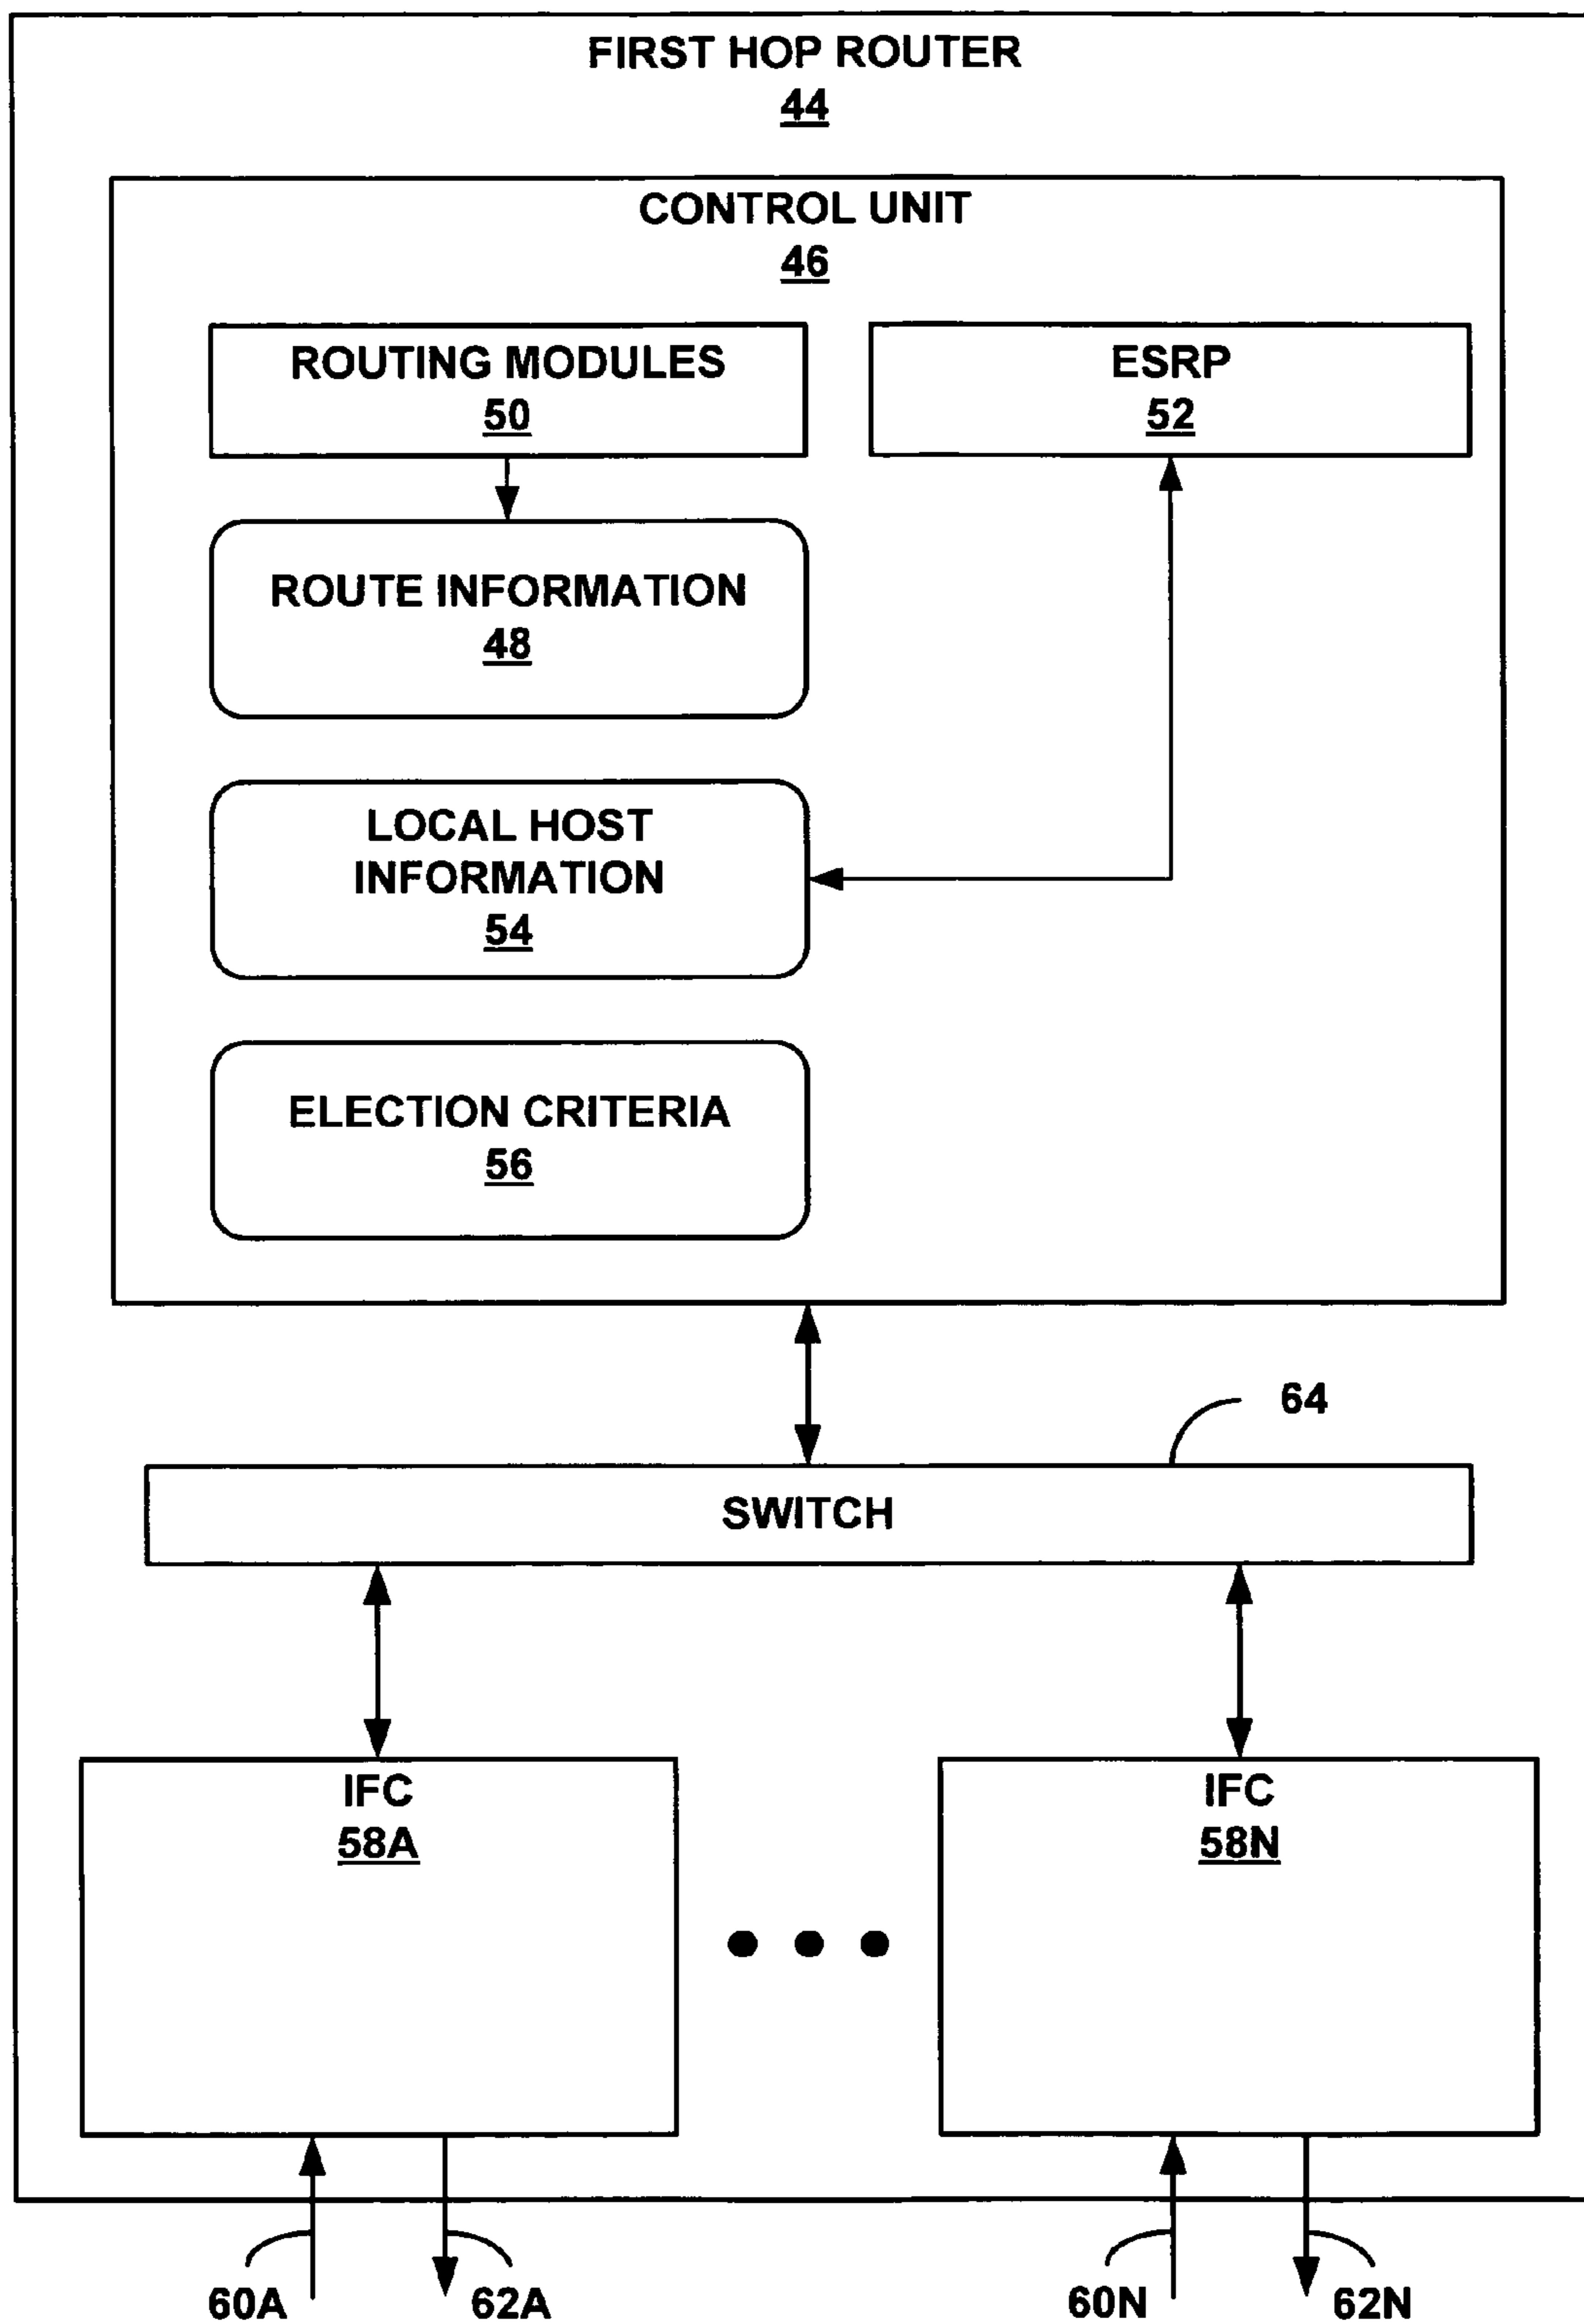 FIRST HOP ROUTER
44
CONTROL UNIT
46
ROUTING MODULES
50
ESRP
52
ROUTE INFORMATION
48
LOCAL HOST
INFORMATION
54
ELECTION CRITERIA
56
64
SWITCH
IFC
58A
IFC
58N
60A
62A
60N
62N